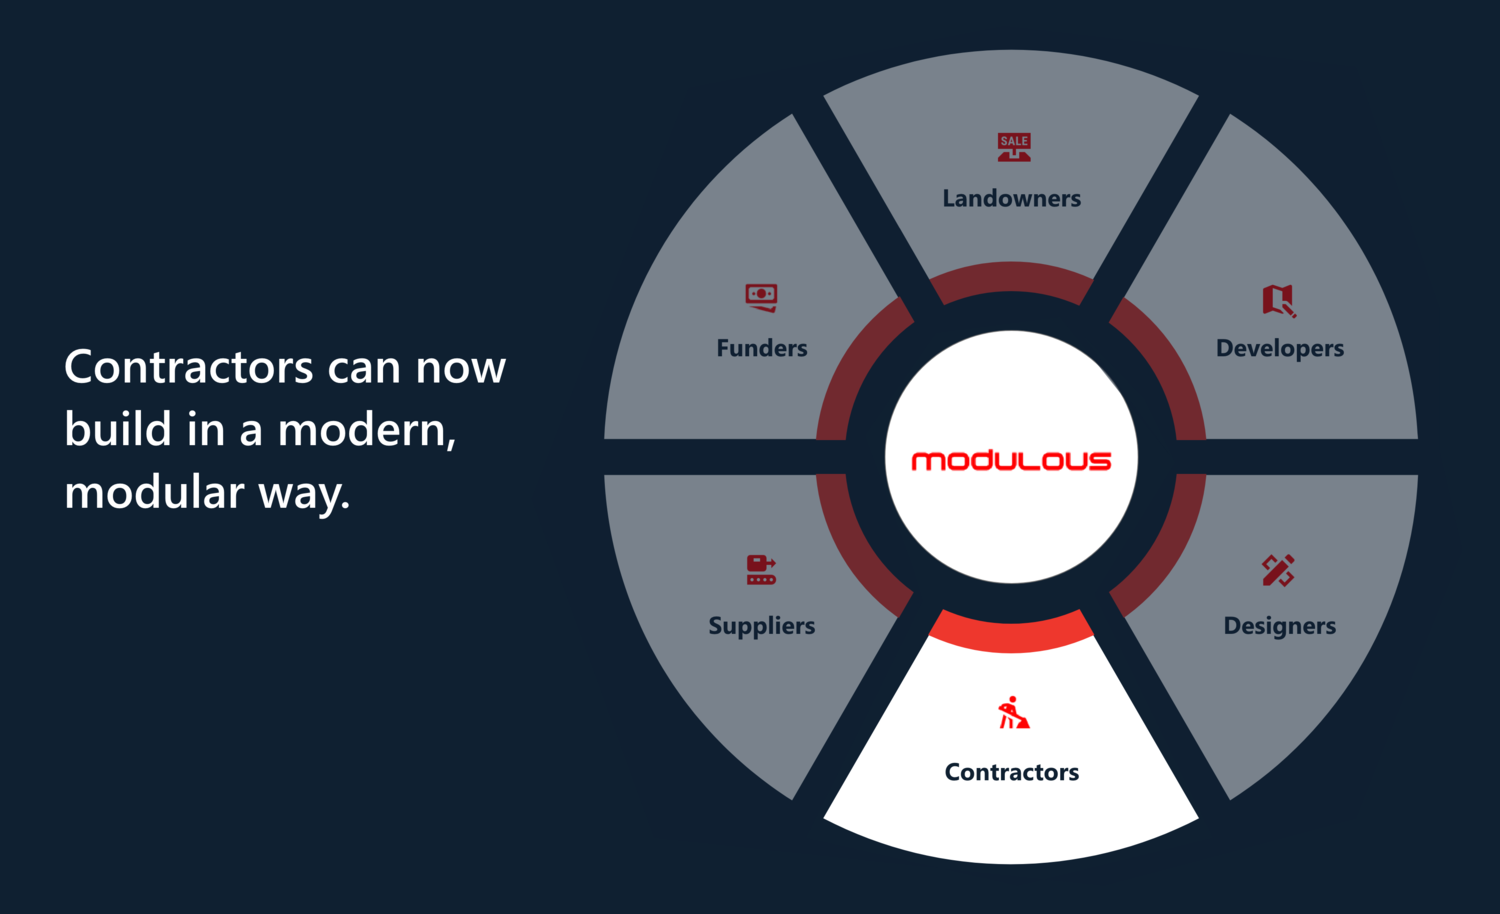 Contractors can now
build in a modern,
modular way.
SALE
Landowners
Funders
Developers
modulous
Suppliers
Designers
Contractors